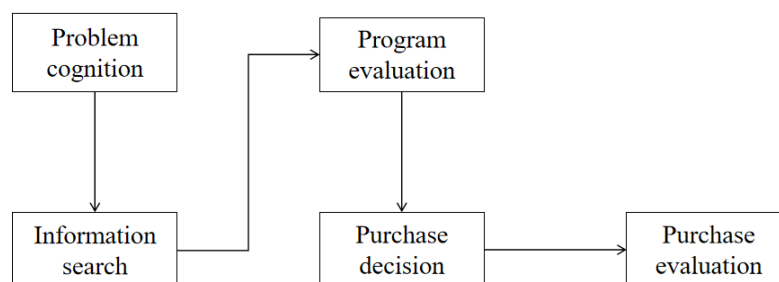 Problem
cognition
Information
search
Program
evaluation
Purchase
decision
Purchase
evaluation